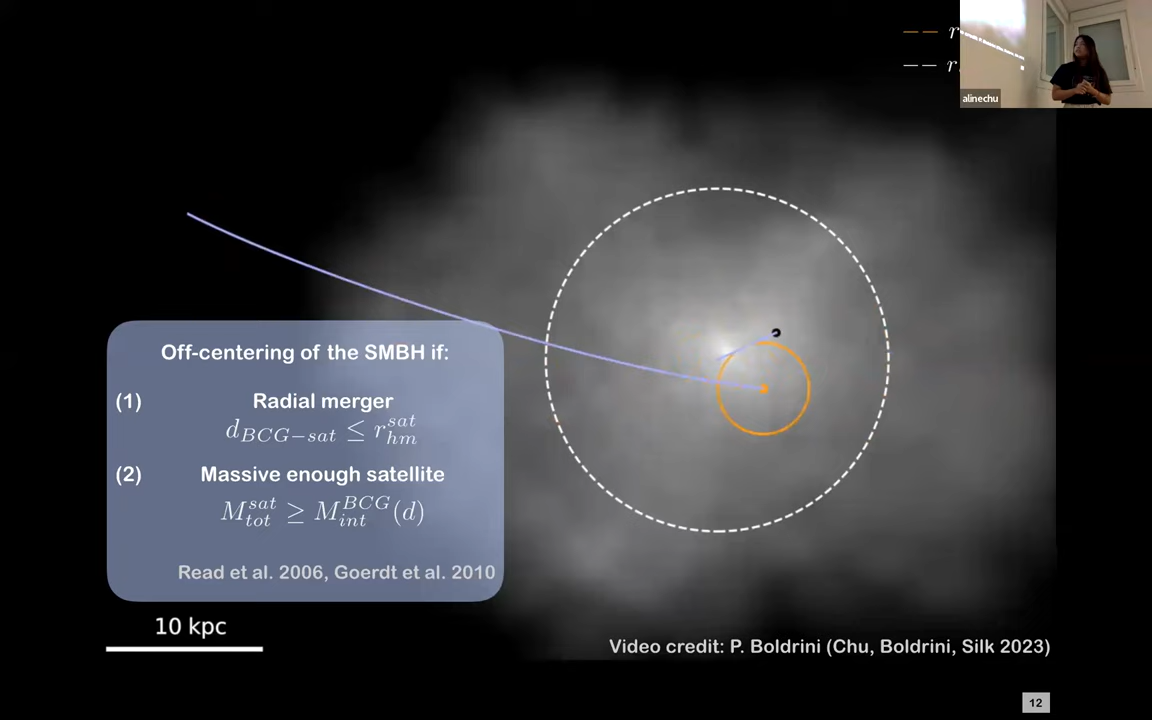 -- r
-- r
alinechu
Off-centering of the SMBH if:
(1) Radial merger
d_{BCG-sat} ≤ r_{hm}^{sat}
(2) Massive enough satellite
M_{tot}^{sat} ≥ M_{int}^{BCG}(d)
Read et al. 2006, Goerdt et al. 2010
10 kpc
Video credit: P. Boldrini (Chu, Boldrini, Silk 2023)
12